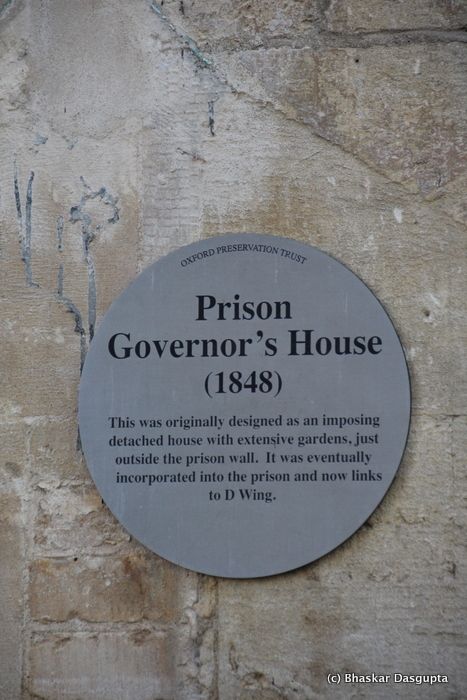 OXFORD PRESERVATION TRUST
Prison
Governor's House
(1848)
This was originally designed as an imposing
detached house with extensive gardens, just
outside the prison wall. It was eventually
incorporated into the prison and now links
to D Wing.
(c) Bhaskar Dasgupta